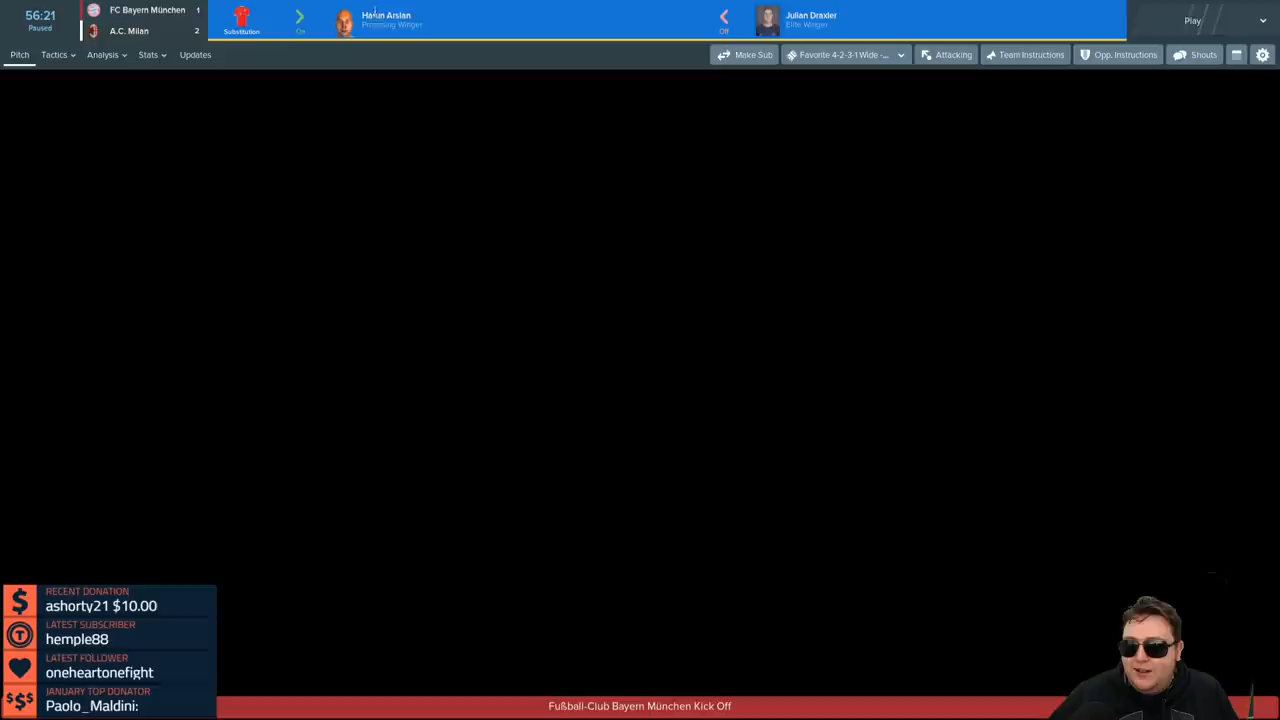 56:21
Paused
FC Bayern München 1
A.C. Milan 2
Substitution
On
Harun Arslan
Promising Winger
Off
Julian Draxler
Elite Winger
Play
Pitch
Tactics
Analysis
Stats
Updates
Make Sub
Favorite 4-2-3-1 Wide -...
Attacking
Team Instructions
Opp. Instructions
Shouts
RECENT DONATION
ashorty21 $10.00
LATEST SUBSCRIBER
hemple88
LATEST FOLLOWER
oneheartonefight
JANUARY TOP DONATOR
Paolo_Maldini:
Fußball-Club Bayern München Kick Off